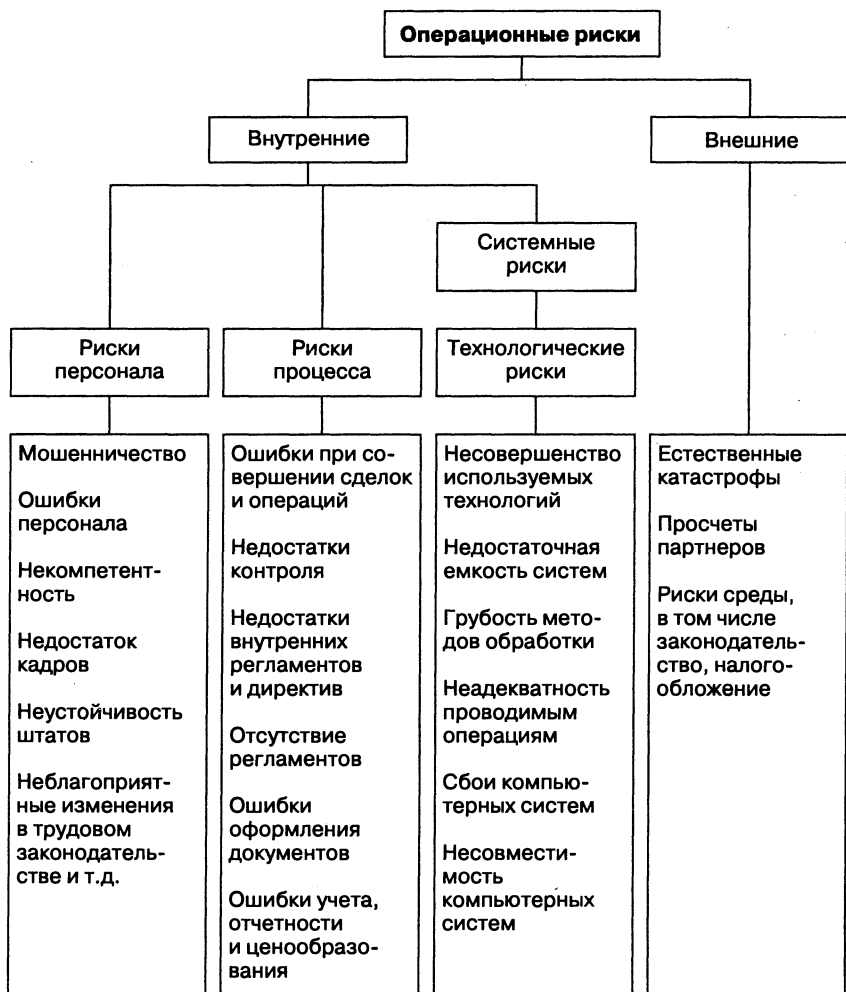 Операционные риски
Внутренние
Внешние
Системные
риски
Риски
персонала
Риски
процесса
Технологические
риски
Мошенничество
Ошибки
персонала
Некомпетент-
ность
Недостаток
кадров
Неустойчивость
штатов
Неблагоприят-
ные изменения
в трудовом
законодатель-
стве и т.д.
Ошибки при со-
вершении сделок
и операций
Недостатки
контроля
Недостатки
внутренних
регламентов
и директив
Отсутствие
регламентов
Ошибки
оформления
документов
Ошибки учета,
отчетности
и ценообразо-
вания
Несовершенство
используемых
технологий
Недостаточная
емкость систем
Грубость мето-
дов обработки
Неадекватность
проводимым
операциям
Сбои компью-
терных систем
Несовмести-
мость
компьютерных
систем
Естественные
катастрофы
Просчеты
партнеров
Риски среды,
в том числе
законодатель-
ство, налого-
обложение